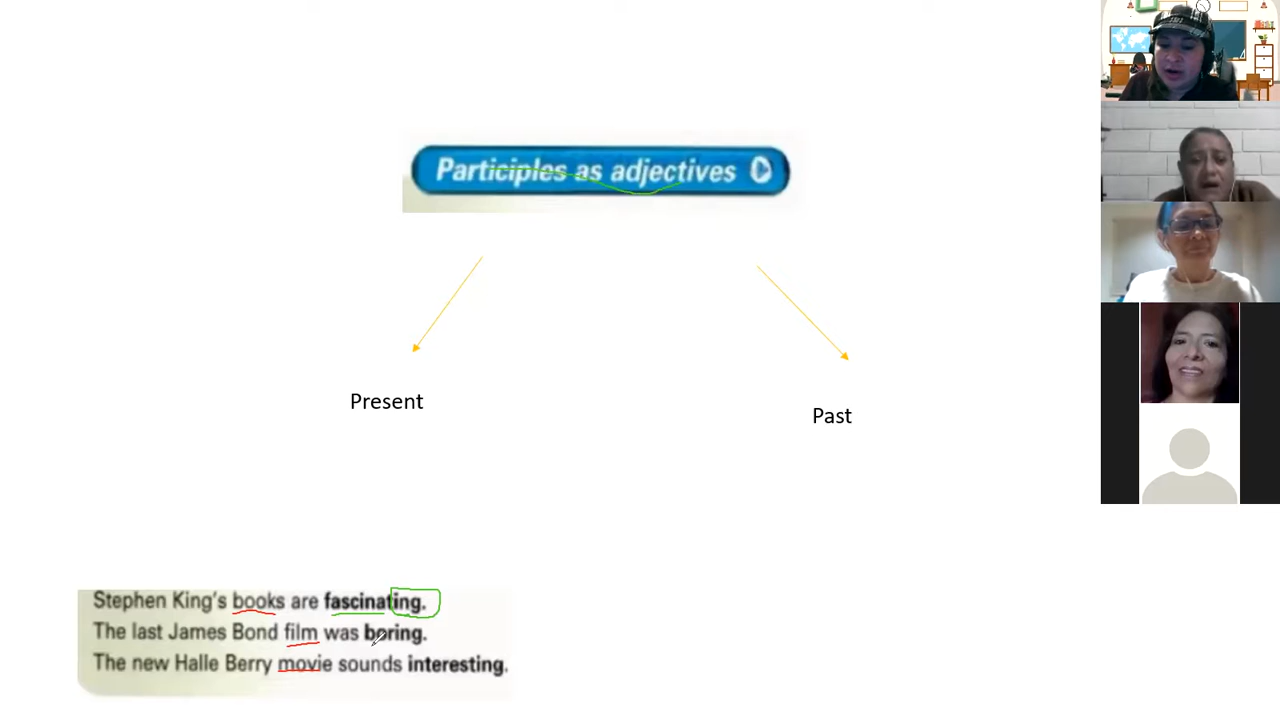 Participles as adjectives
Present
Past
Stephen King's books are fascinating.
The last James Bond film was boring.
The new Halle Berry movie sounds interesting.